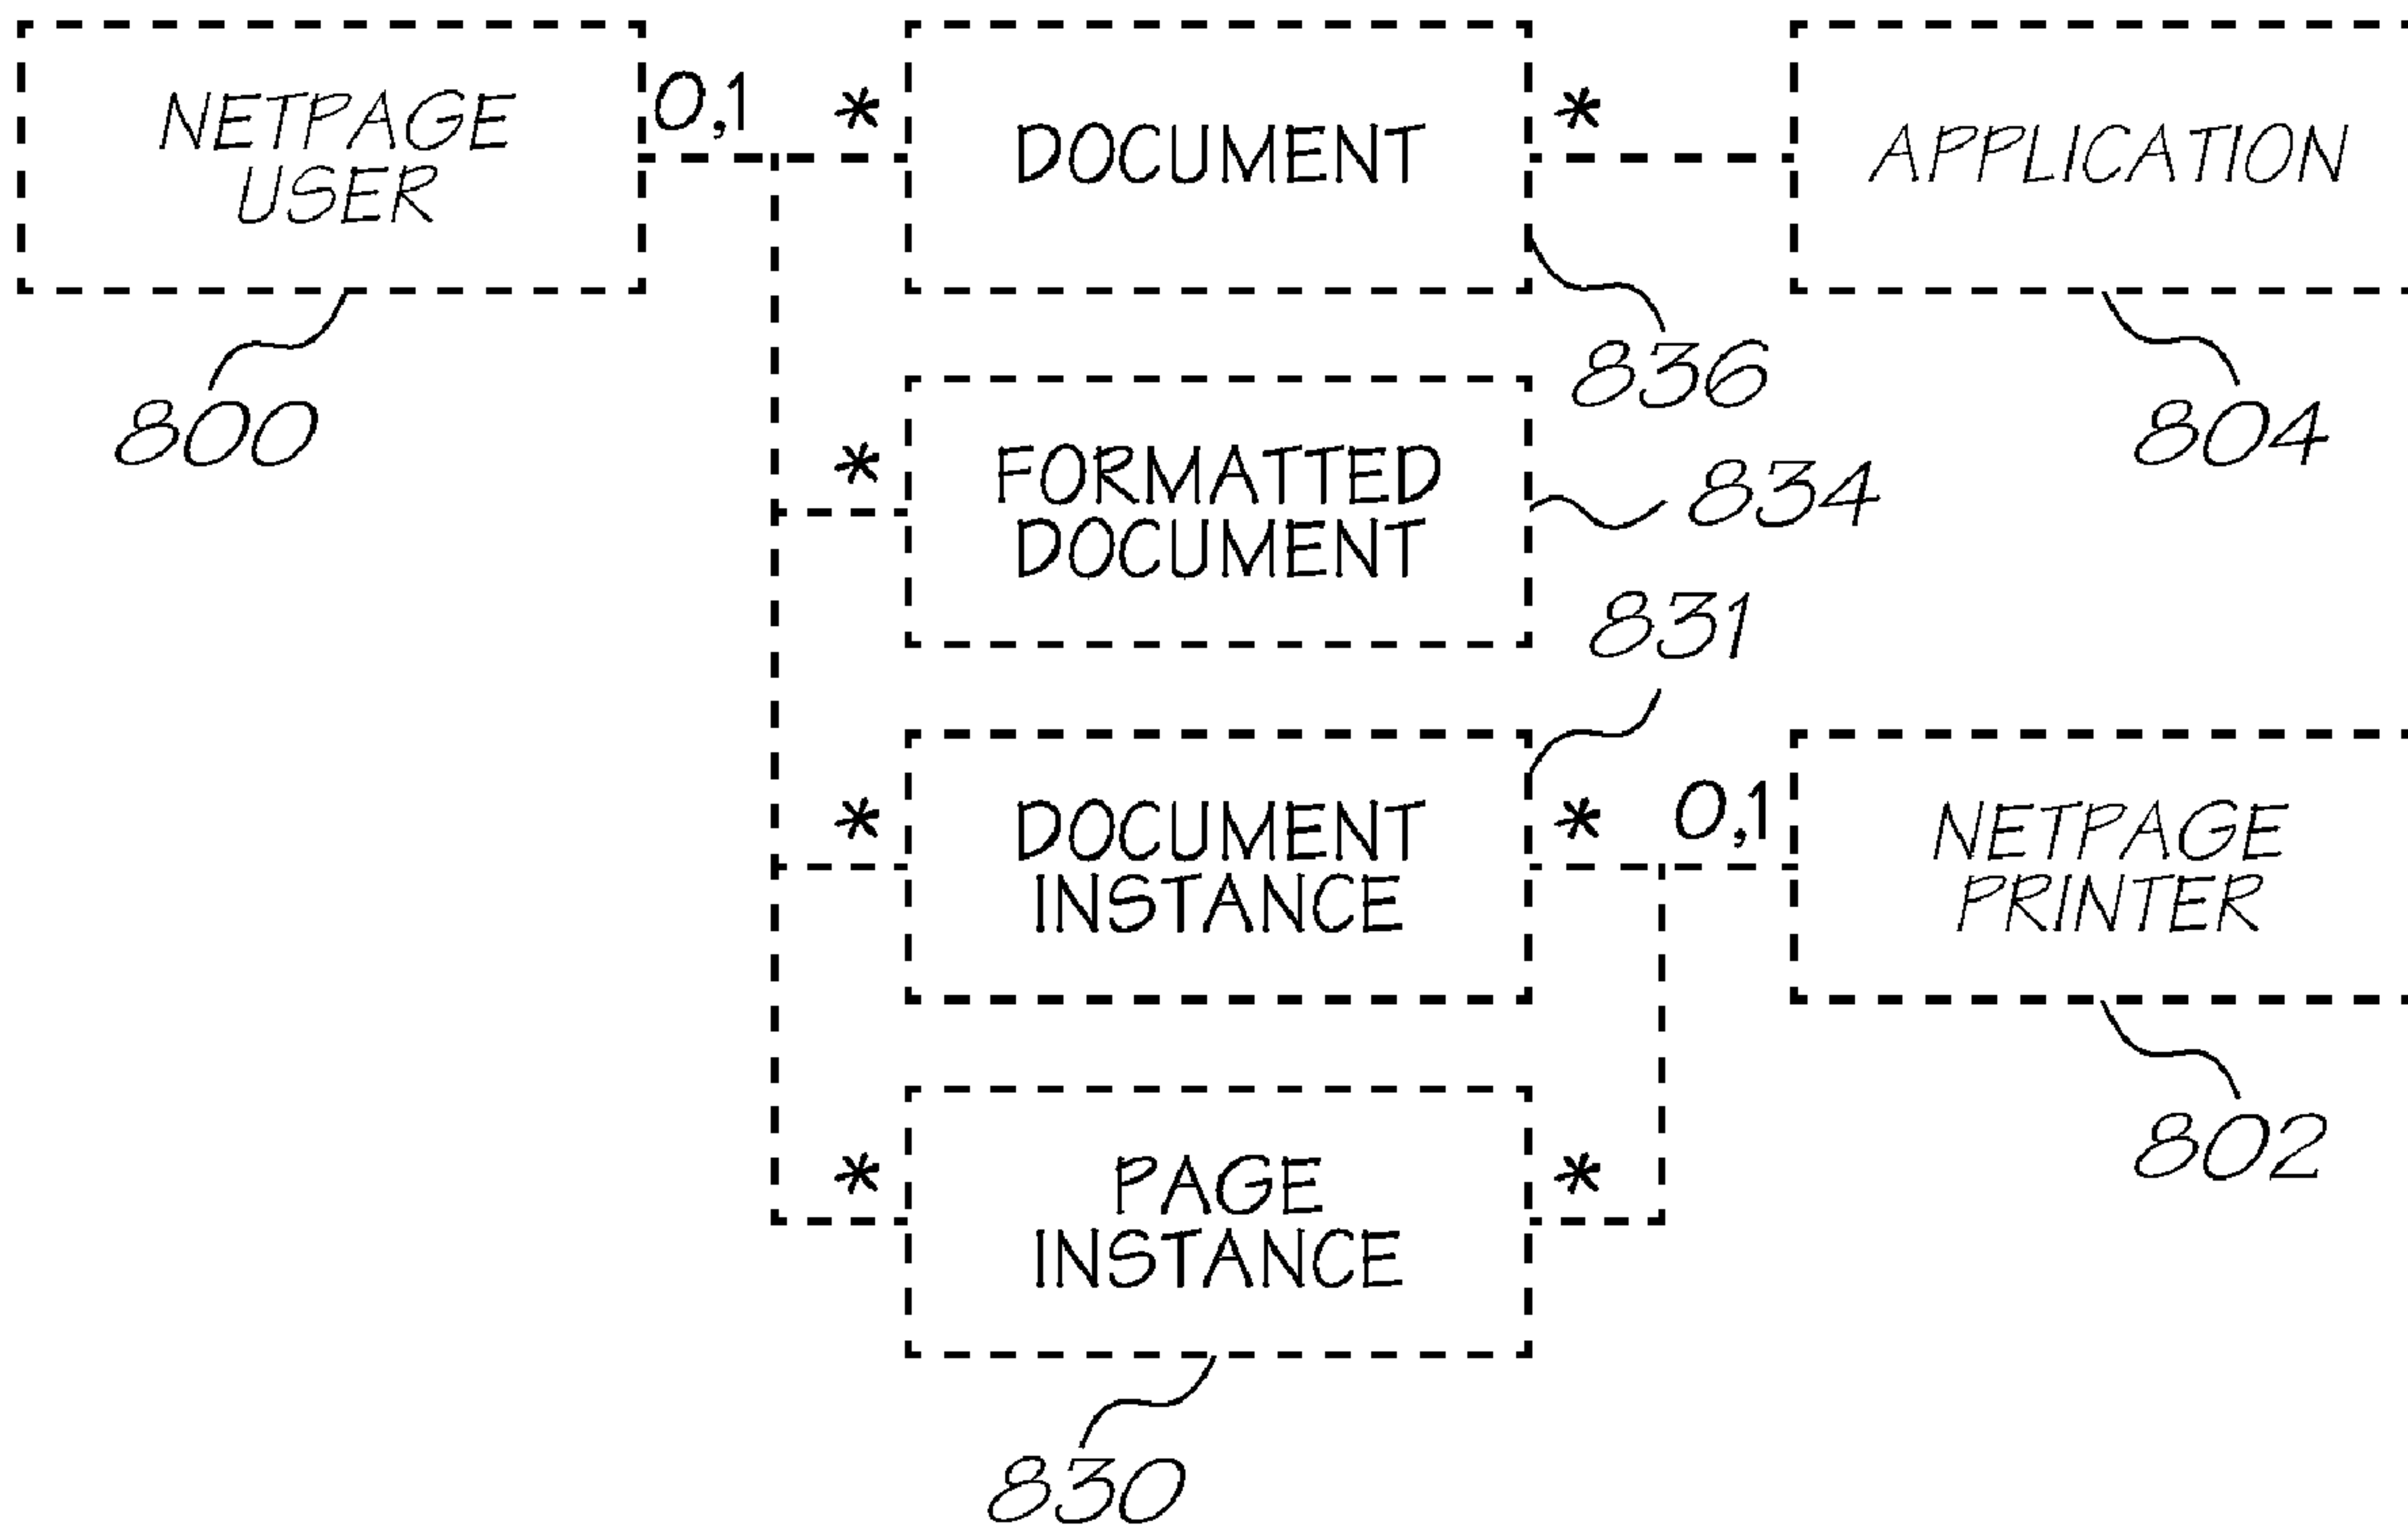 NETPAGE
USER
0,1
*
DOCUMENT
*
APPLICATION
800
836
804
*
FORMATTED
DOCUMENT
834
831
*
DOCUMENT
INSTANCE
*
0,1
NETPAGE
PRINTER
802
*
PAGE
INSTANCE
*
830